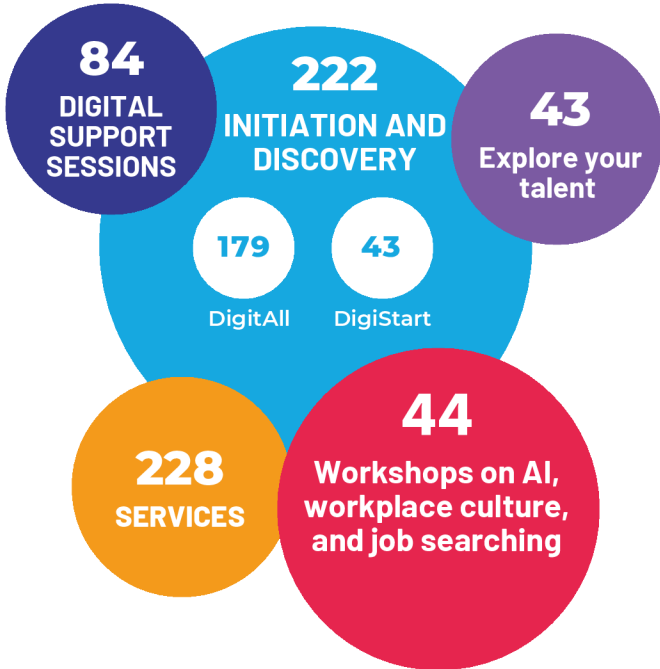 84
DIGITAL
SUPPORT
SESSIONS
222
INITIATION AND
DISCOVERY
179
DigitAll
43
DigiStart
43
Explore your
talent
228
SERVICES
44
Workshops on AI,
workplace culture,
and job searching